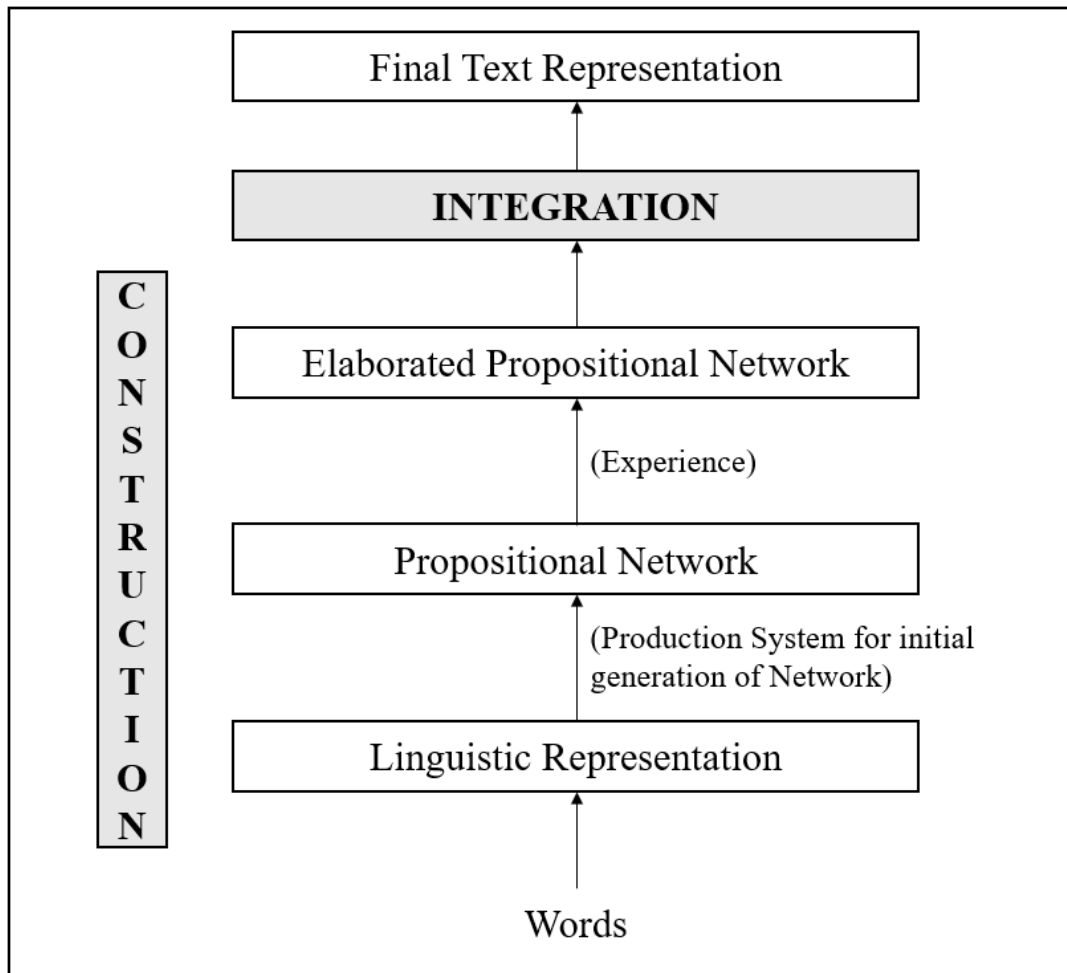 Final Text Representation
INTEGRATION
CONSTRUCTION
Elaborated Propositional Network
(Experience)
Propositional Network
(Production System for initial
generation of Network)
Linguistic Representation
Words